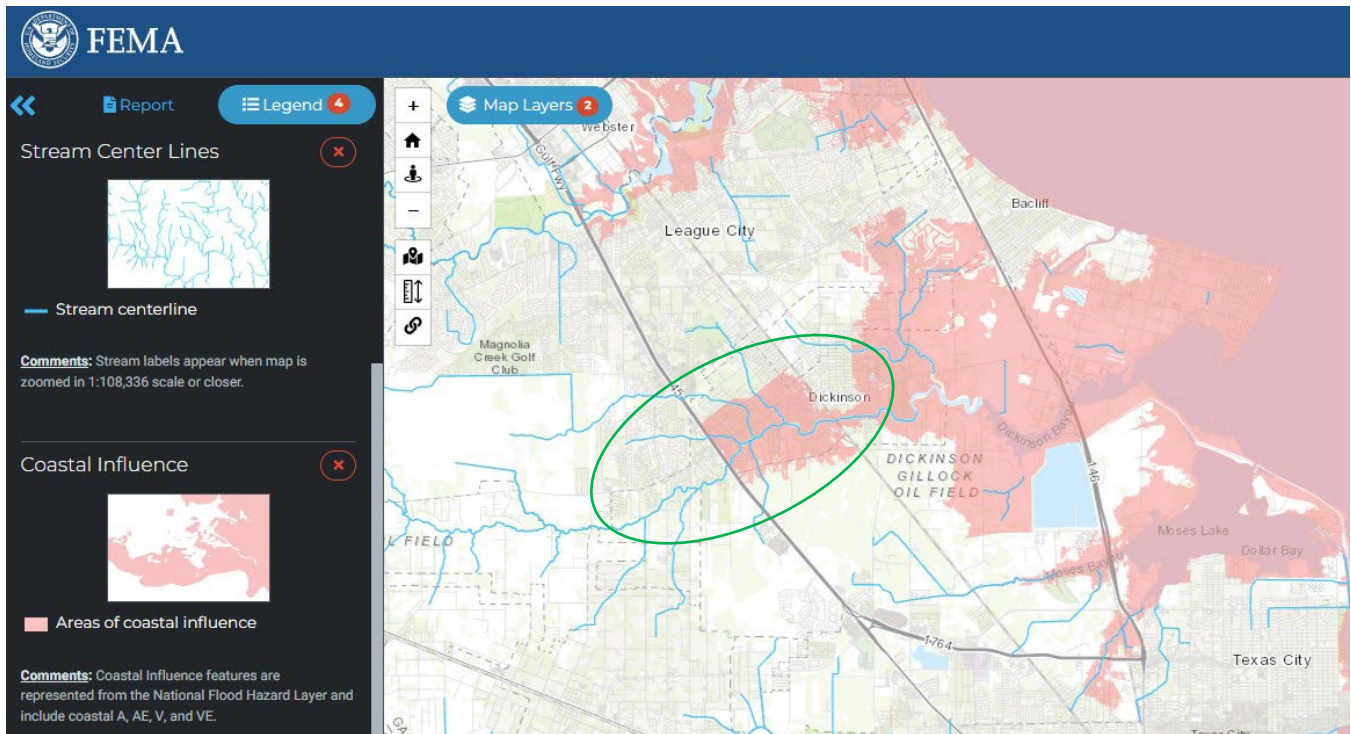 U.S. DEPARTMENT OF
HOMELAND SECURITY
FEMA
Report
Legend 4
Stream Center Lines
Stream centerline
Comments: Stream labels appear when map is
zoomed in 1:108,336 scale or closer.
Coastal Influence
Areas of coastal influence
Comments: Coastal Influence features are
represented from the National Flood Hazard Layer and
include coastal A, AE, V, and VE.
+
−
Map Layers 2
Webster
Gulf Fwy
League City
Bacliff
Magnolia
Creek Golf
Club
45
Dickinson
Dickinson Bayou
DICKINSON
GILLOCK
OIL FIELD
146
L FIELD
Moses Lake
Dollar Bay
Moses Bayou
1764
Texas City